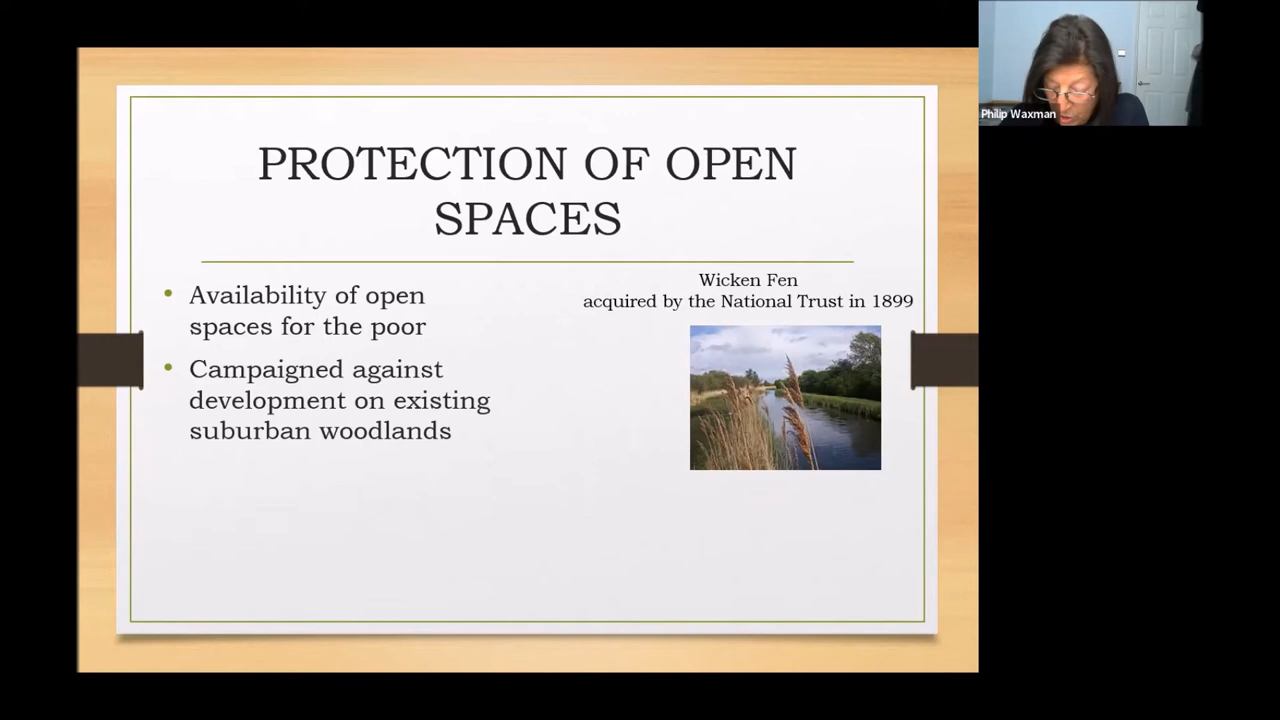 PROTECTION OF OPEN
SPACES
• Availability of open
spaces for the poor
• Campaigned against
development on existing
suburban woodlands
Wicken Fen
acquired by the National Trust in 1899
Philip Waxman